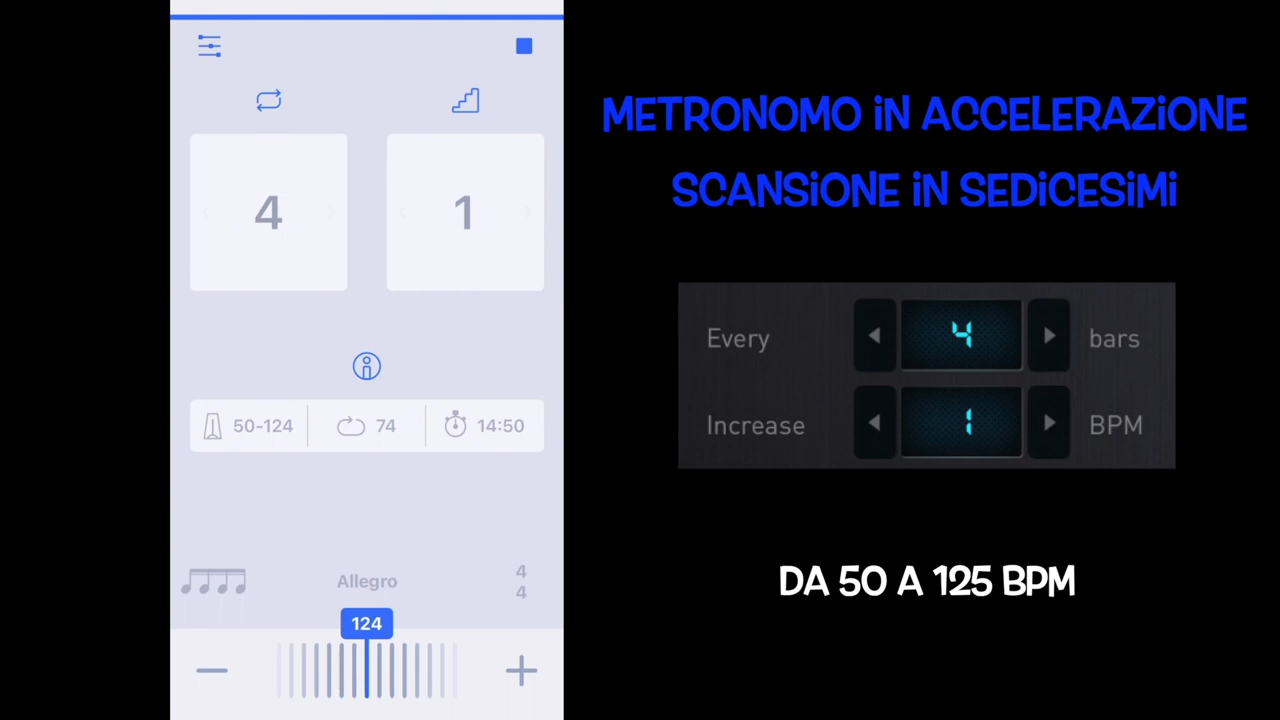 4 1
50-124 74 14:50
Allegro
4
4
124
METRONOMO iN ACCELERAZiONE
SCANSiONE iN SEDiCESiMi
Every 4 bars
Increase 1 BPM
DA 50 A 125 BPM